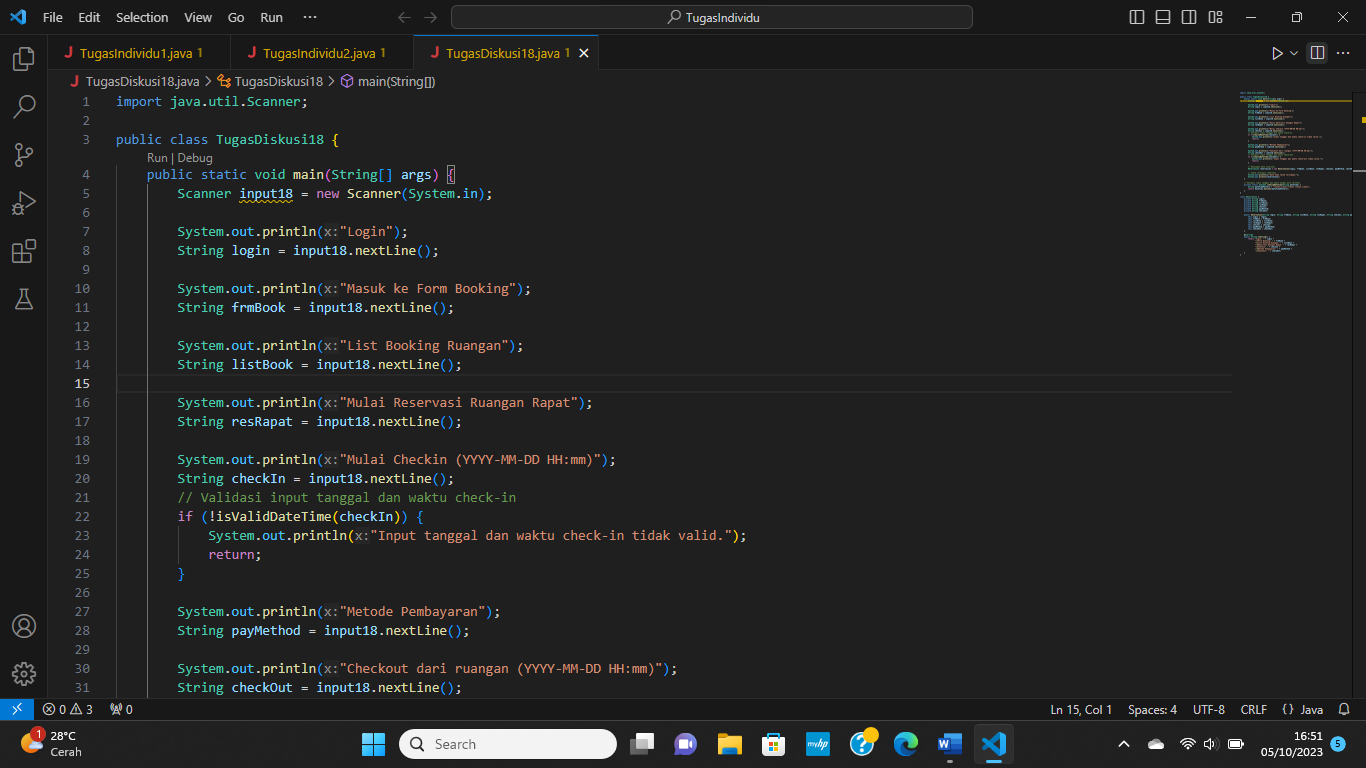 File Edit Selection View Go Run ··· TugasIndividu
TugasIndividu1.java 1 TugasIndividu2.java 1 TugasDiskusi18.java 1
TugasDiskusi18.java > TugasDiskusi18 > main(String[])
1 import java.util.Scanner;
2
3 public class TugasDiskusi18 {
Run | Debug
4 public static void main(String[] args) {
5 Scanner input18 = new Scanner(System.in);
6
7 System.out.println(x:"Login");
8 String login = input18.nextLine();
9
10 System.out.println(x:"Masuk ke Form Booking");
11 String frmBook = input18.nextLine();
12
13 System.out.println(x:"List Booking Ruangan");
14 String listBook = input18.nextLine();
15
16 System.out.println(x:"Mulai Reservasi Ruangan Rapat");
17 String resRapat = input18.nextLine();
18
19 System.out.println(x:"Mulai Checkin (YYYY-MM-DD HH:mm)");
20 String checkIn = input18.nextLine();
21 // Validasi input tanggal dan waktu check-in
22 if (!isValidDateTime(checkIn)) {
23 System.out.println(x:"Input tanggal dan waktu check-in tidak valid.");
24 return;
25 }
26
27 System.out.println(x:"Metode Pembayaran");
28 String payMethod = input18.nextLine();
29
30 System.out.println(x:"Checkout dari ruangan (YYYY-MM-DD HH:mm)");
31 String checkOut = input18.nextLine();
0 3 0 Ln 15, Col 1 Spaces: 4 UTF-8 CRLF {} Java
1 28°C
Cerah
Search
myhp
16:51
05/10/2023
5